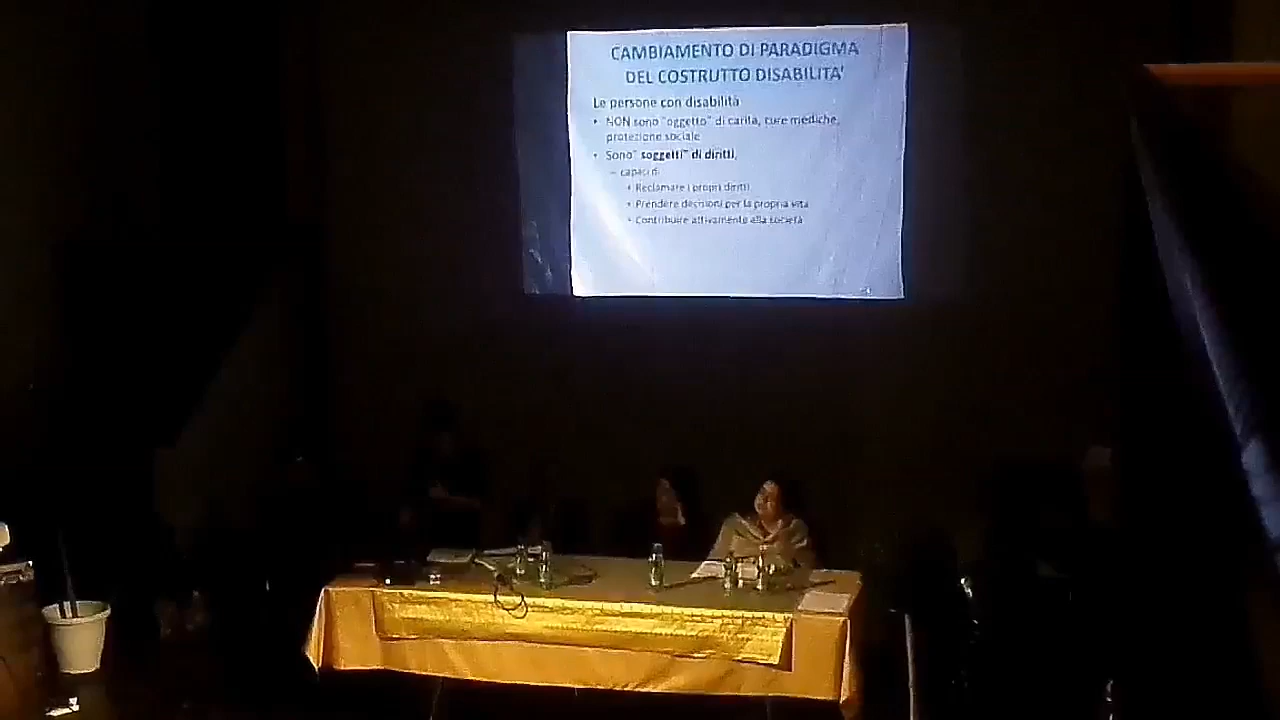 CAMBIAMENTO DI PARADIGMA
DEL COSTRUTTO DISABILITA'
Le persone con disabilità
• NON sono "oggetto" di carità, cure mediche,
protezione sociale
• Sono" soggetti" di diritti,
– capaci di
• Reclamare i propri diritti
• Prendere decisioni per la propria vita
• Contribuire attivamente alla società